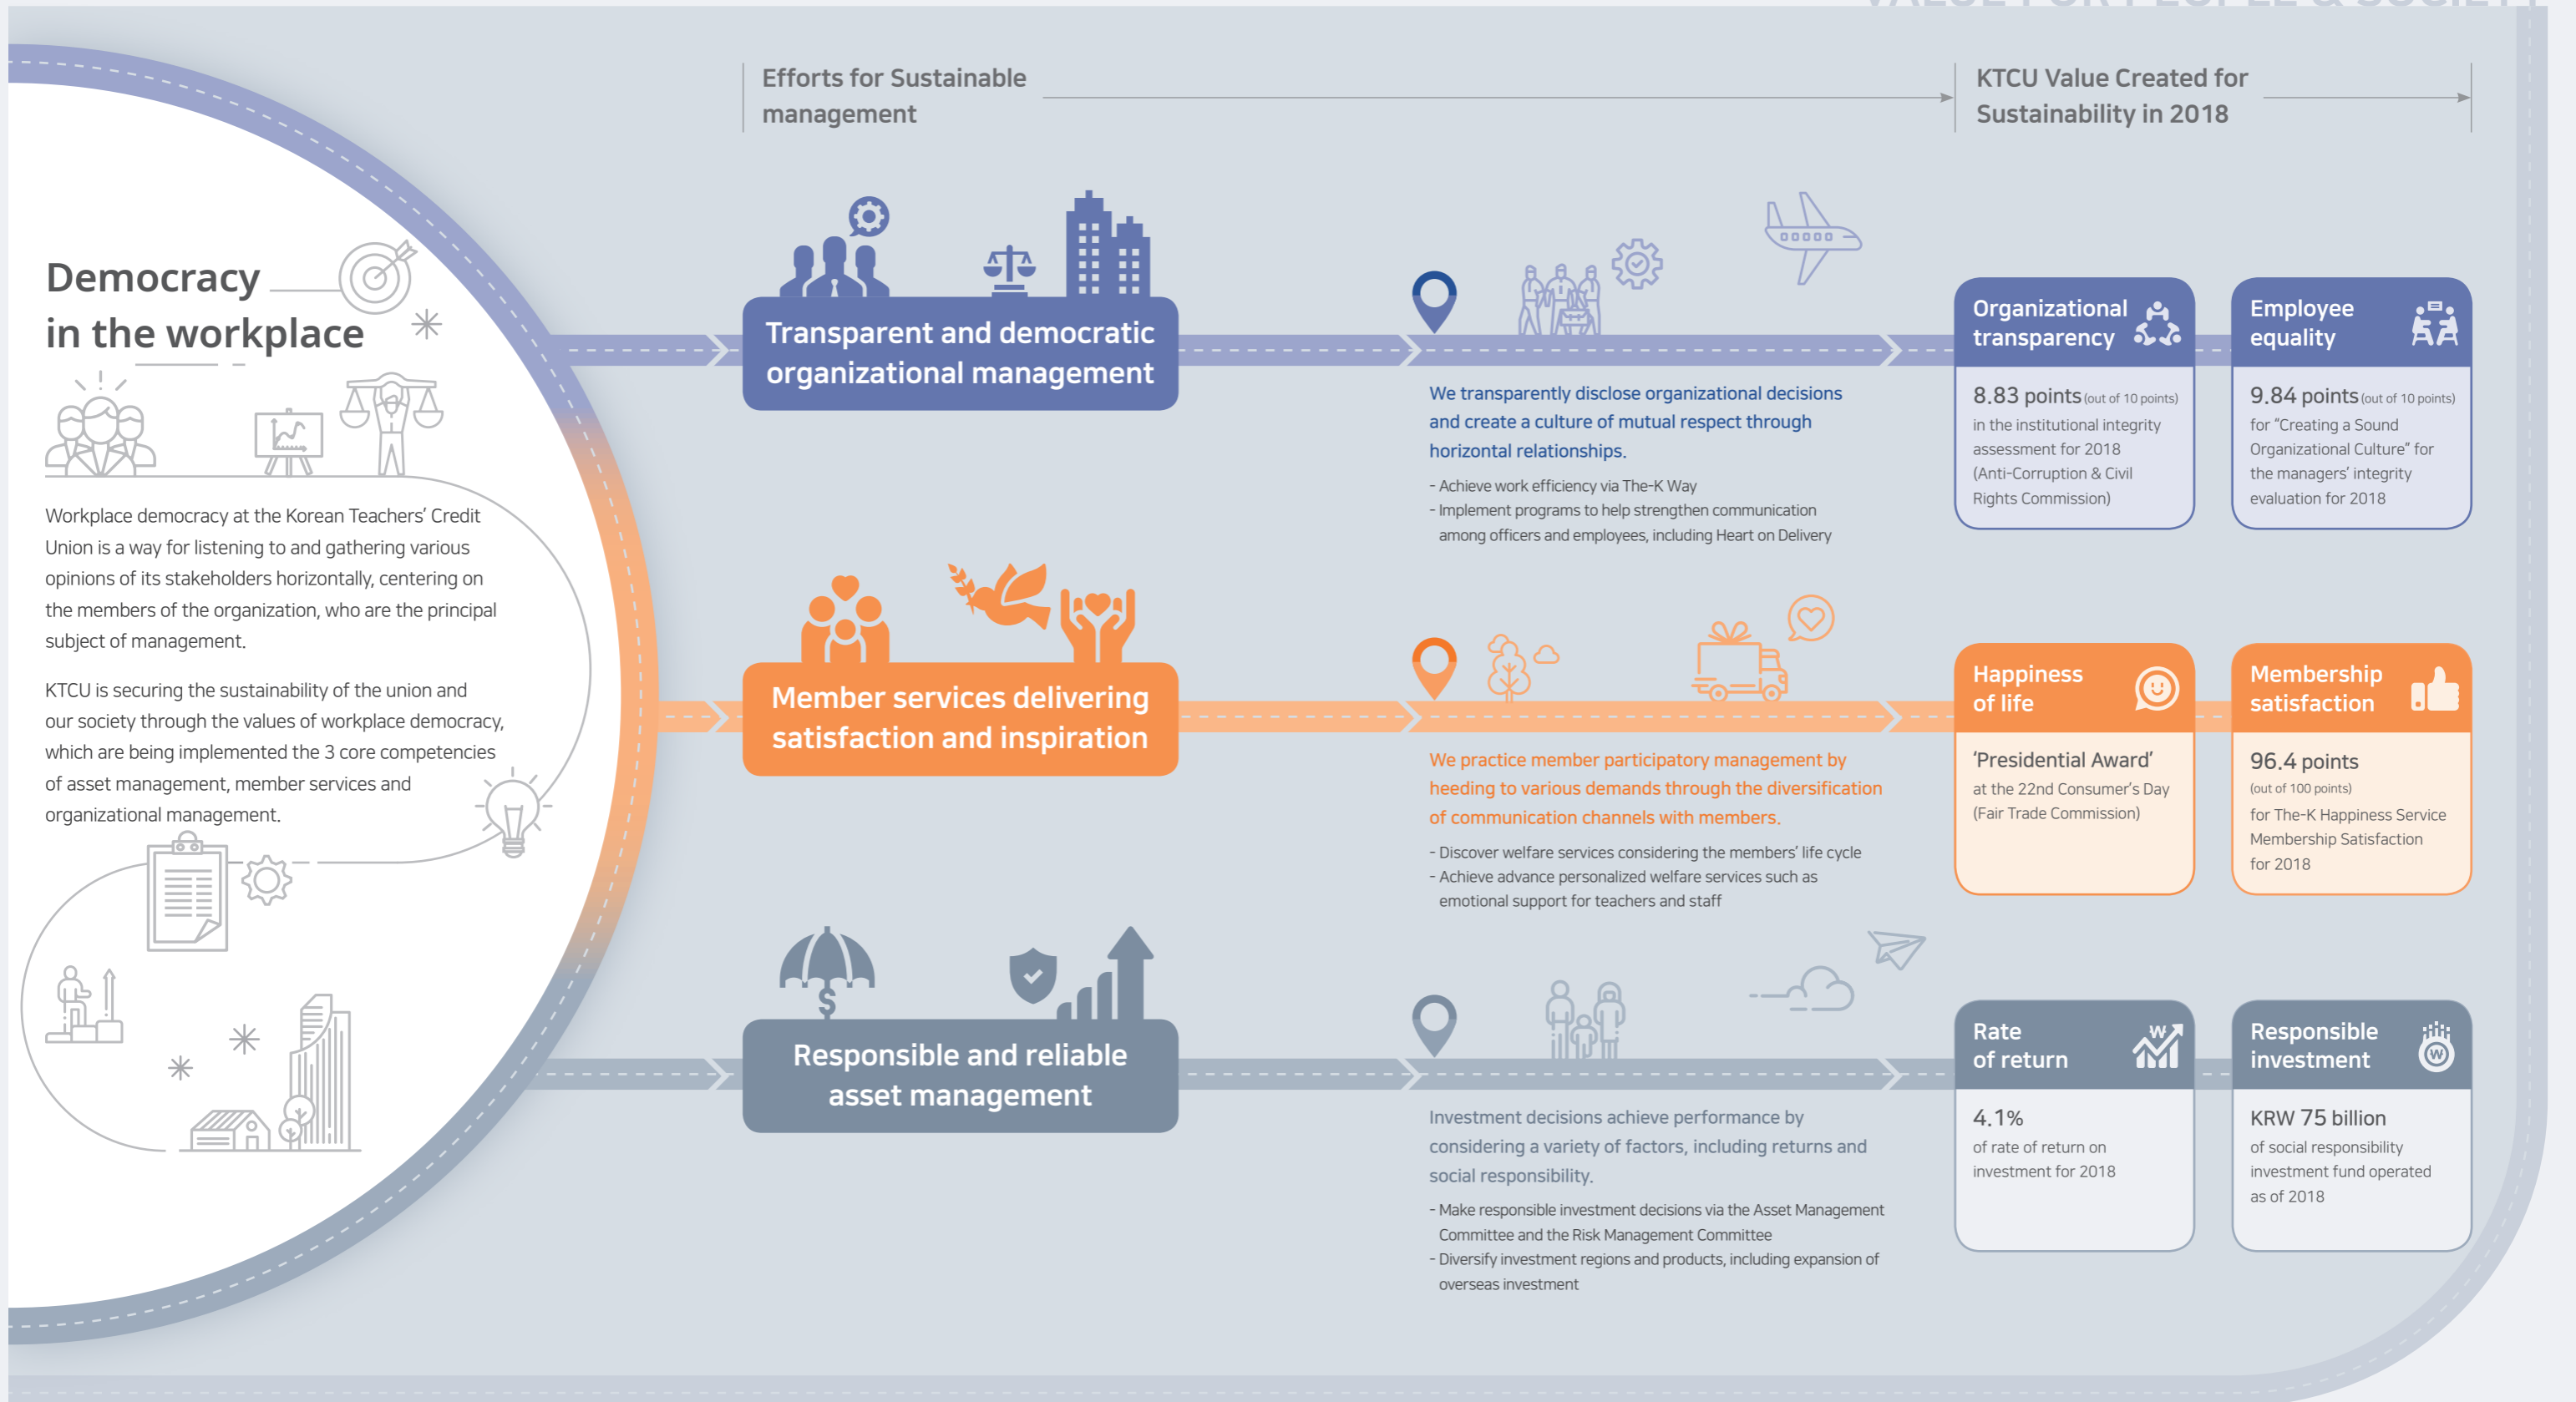 VALUE FOR PEOPLE & SOCIETY
Efforts for Sustainable
management
KTCU Value Created for
Sustainability in 2018
Democracy
in the workplace
Workplace democracy at the Korean Teachers’ Credit
Union is a way for listening to and gathering various
opinions of its stakeholders horizontally, centering on
the members of the organization, who are the principal
subject of management.
KTCU is securing the sustainability of the union and
our society through the values of workplace democracy,
which are being implemented the 3 core competencies
of asset management, member services and
organizational management.
Transparent and democratic
organizational management
We transparently disclose organizational decisions
and create a culture of mutual respect through
horizontal relationships.
- Achieve work efficiency via The-K Way
- Implement programs to help strengthen communication
among officers and employees, including Heart on Delivery
Organizational
transparency
8.83 points (out of 10 points)
in the institutional integrity
assessment for 2018
(Anti-Corruption & Civil
Rights Commission)
Employee
equality
9.84 points (out of 10 points)
for “Creating a Sound
Organizational Culture” for
the managers’ integrity
evaluation for 2018
Member services delivering
satisfaction and inspiration
We practice member participatory management by
heeding to various demands through the diversification
of communication channels with members.
- Discover welfare services considering the members’ life cycle
- Achieve advance personalized welfare services such as
emotional support for teachers and staff
Happiness
of life
‘Presidential Award’
at the 22nd Consumer’s Day
(Fair Trade Commission)
Membership
satisfaction
96.4 points
(out of 100 points)
for The-K Happiness Service
Membership Satisfaction
for 2018
$
Responsible and reliable
asset management
Investment decisions achieve performance by
considering a variety of factors, including returns and
social responsibility.
- Make responsible investment decisions via the Asset Management
Committee and the Risk Management Committee
- Diversify investment regions and products, including expansion of
overseas investment
Rate
of return
W
4.1%
of rate of return on
investment for 2018
Responsible
investment
W
KRW 75 billion
of social responsibility
investment fund operated
as of 2018